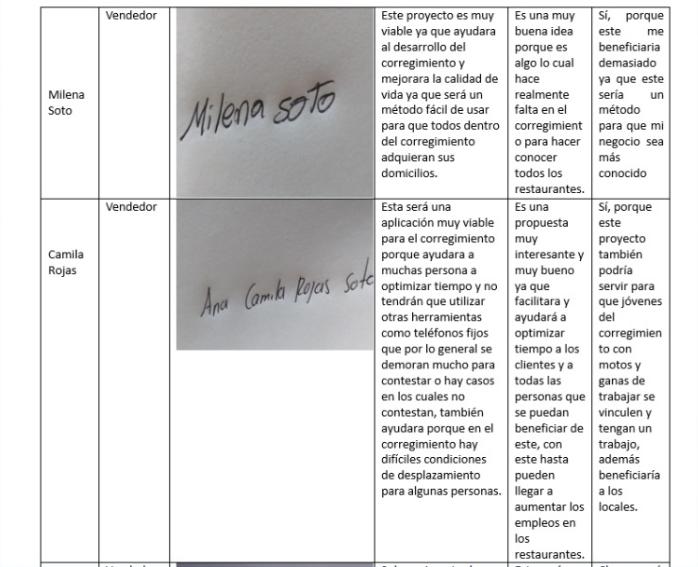 Milena
Soto
Vendedor
Milena soto
Este proyecto es muy
viable ya que ayudara
al desarrollo del
corregimiento y
mejorara la calidad de
vida ya que será un
método fácil de usar
para que todos dentro
del corregimiento
adquieran sus
domicilios.
Es una muy
buena idea
porque es
algo lo cual
hace
realmente
falta en el
corregimient
o para hacer
conocer
todos los
restaurantes.
Sí, porque
este me
beneficiaria
demasiado
ya que este
sería un
método
para que mi
negocio sea
más
conocido
Camila
Rojas
Vendedor
Ana Camila Rojas Soto
Esta será una
aplicación muy viable
para el corregimiento
porque ayudara a
muchas persona a
optimizar tiempo y no
tendrán que utilizar
otras herramientas
como teléfonos fijos
que por lo general se
demoran mucho para
contestar o hay casos
en los cuales no
contestan, también
ayudara porque en el
corregimiento hay
difíciles condiciones
de desplazamiento
para algunas personas.
Es una
propuesta
muy
interesante y
muy bueno
ya que
facilitara y
ayudará a
optimizar
tiempo a los
clientes y a
todas las
personas que
se puedan
beneficiar de
este, con
este hasta
pueden
llegar a
aumentar los
empleos en
los
restaurantes.
Sí, porque
este
proyecto
también
podría
servir para
que jóvenes
del
corregimien
to con
motos y
ganas de
trabajar se
vinculen y
tengan un
trabajo,
además
beneficiaría
a los
locales.